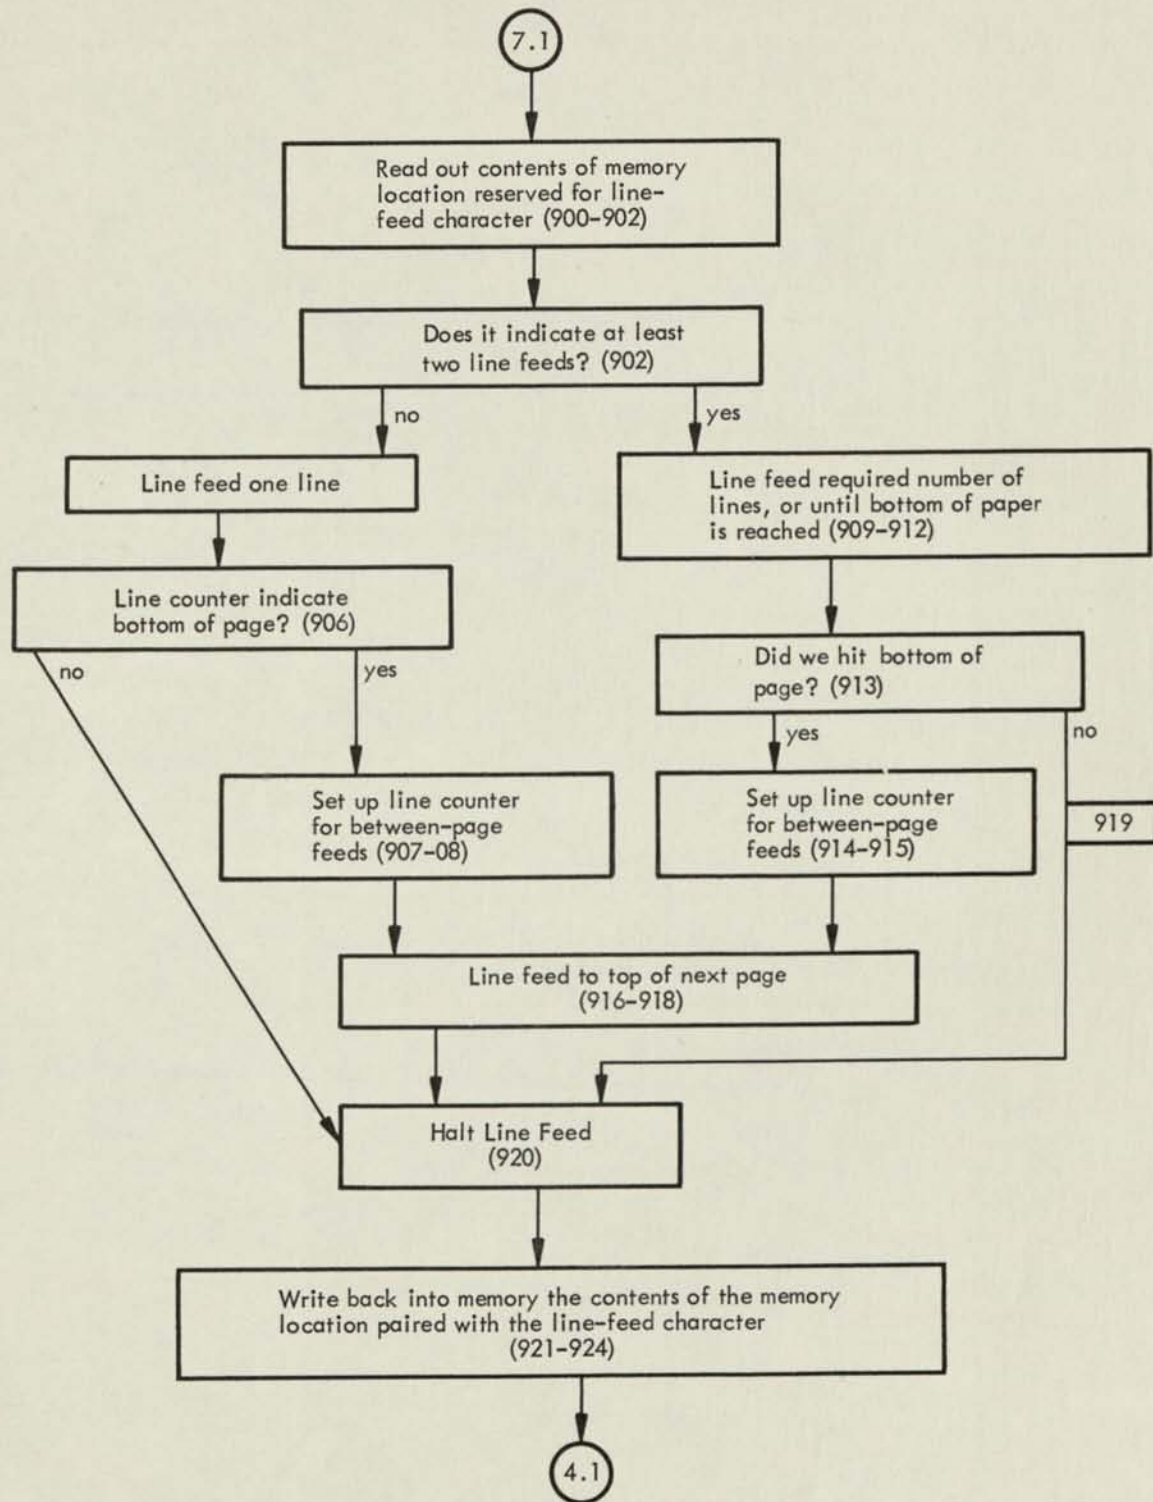 7.1
Read out contents of memory
location reserved for line-
feed character (900-902)
Does it indicate at least
two line feeds? (902)
no
yes
Line feed one line
Line feed required number of
lines, or until bottom of paper
is reached (909-912)
Line counter indicate
bottom of page? (906)
no
yes
Did we hit bottom of
page? (913)
yes
no
Set up line counter
for between-page
feeds (907-08)
Set up line counter
for between-page
feeds (914-915)
919
Line feed to top of next page
(916-918)
Halt Line Feed
(920)
Write back into memory the contents of the memory
location paired with the line-feed character
(921-924)
4.1